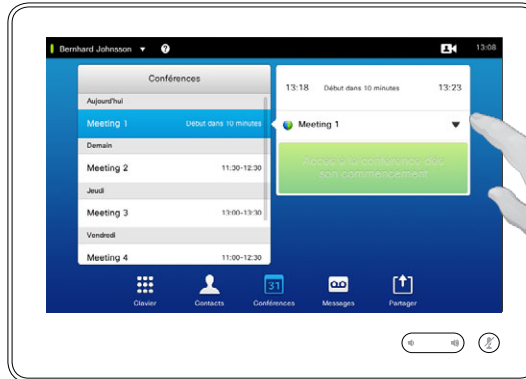 Bernhard Johnsson
?
13:08
Conférences
Aujourd'hui
Meeting 1 Début dans 10 minutes
Demain
Meeting 2 11:30-12:30
Jeudi
Meeting 3 13:00-13:30
Vendredi
Meeting 4 11:00-12:30
13:18 Début dans 10 minutes 13:23
Meeting 1
Accès à la conférence dès
son commencement
Clavier
Contacts
31
Conférences
Messages
Partager